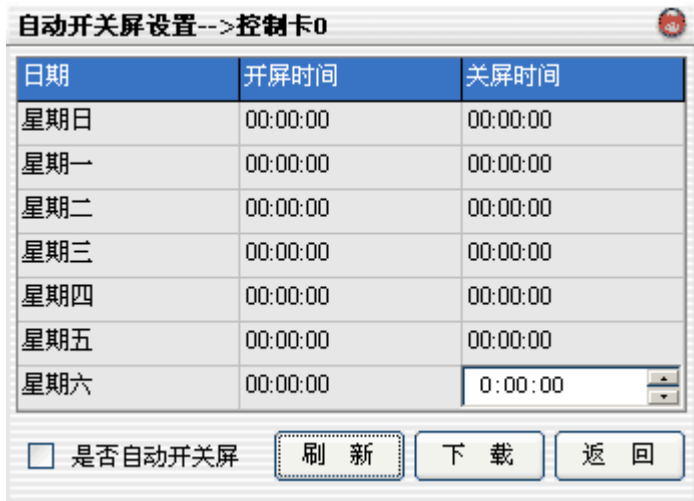 自动开关屏设置-->控制卡0
日期 开屏时间 关屏时间
星期日 00:00:00 00:00:00
星期一 00:00:00 00:00:00
星期二 00:00:00 00:00:00
星期三 00:00:00 00:00:00
星期四 00:00:00 00:00:00
星期五 00:00:00 00:00:00
星期六 00:00:00 0:00:00
是否自动开关屏 刷 新 下 载 返 回